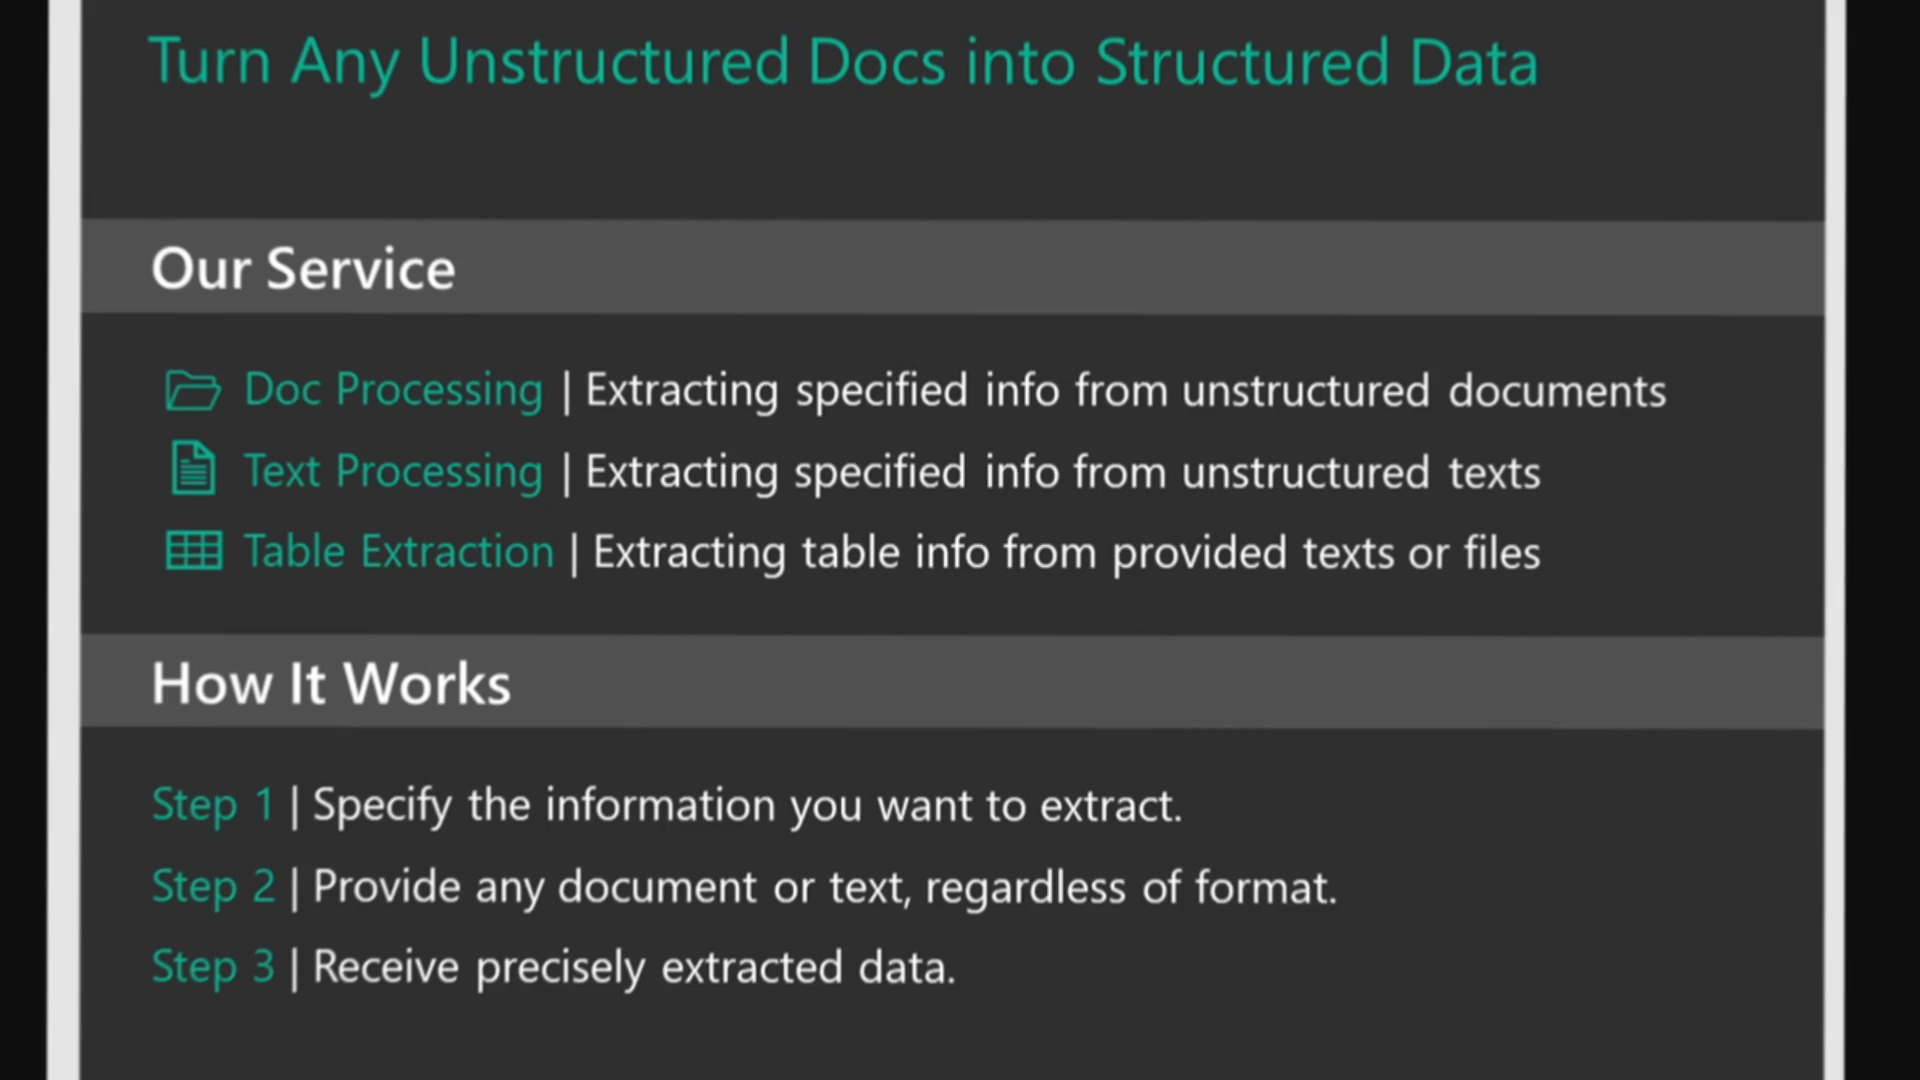 Turn Any Unstructured Docs into Structured Data
Our Service
Doc Processing | Extracting specified info from unstructured documents
Text Processing | Extracting specified info from unstructured texts
Table Extraction | Extracting table info from provided texts or files
How It Works
Step 1 | Specify the information you want to extract.
Step 2 | Provide any document or text, regardless of format.
Step 3 | Receive precisely extracted data.